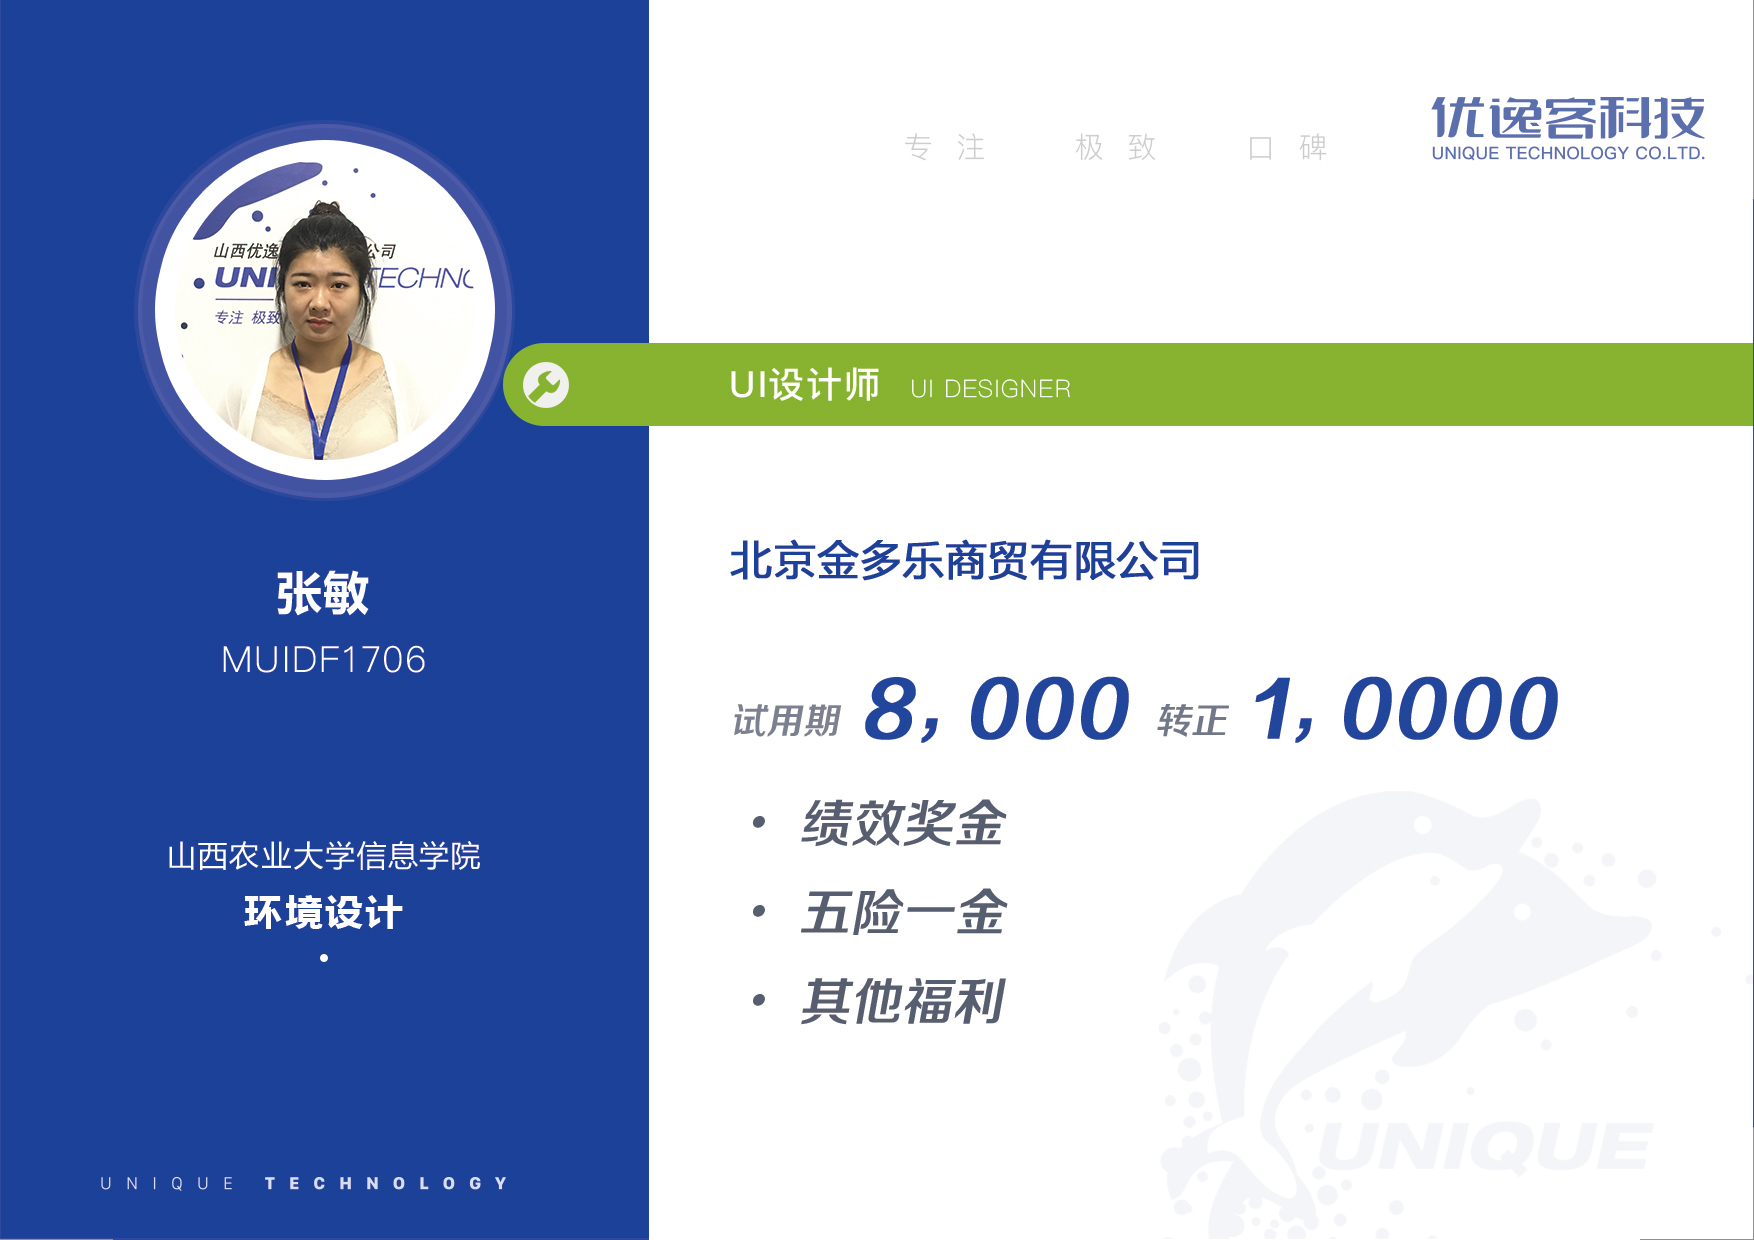 专注 极致 口碑
优逸客科技
UNIQUE TECHNOLOGY CO.LTD.
山西优逸 公司
UNI TECHNO
专注 极致
UI设计师 UI DESIGNER
张敏
MUIDF1706
山西农业大学信息学院
环境设计
UNIQUE TECHNOLOGY
北京金多乐商贸有限公司
试用期 8，000 转正 1，0000
• 绩效奖金
• 五险一金
• 其他福利
UNIQUE